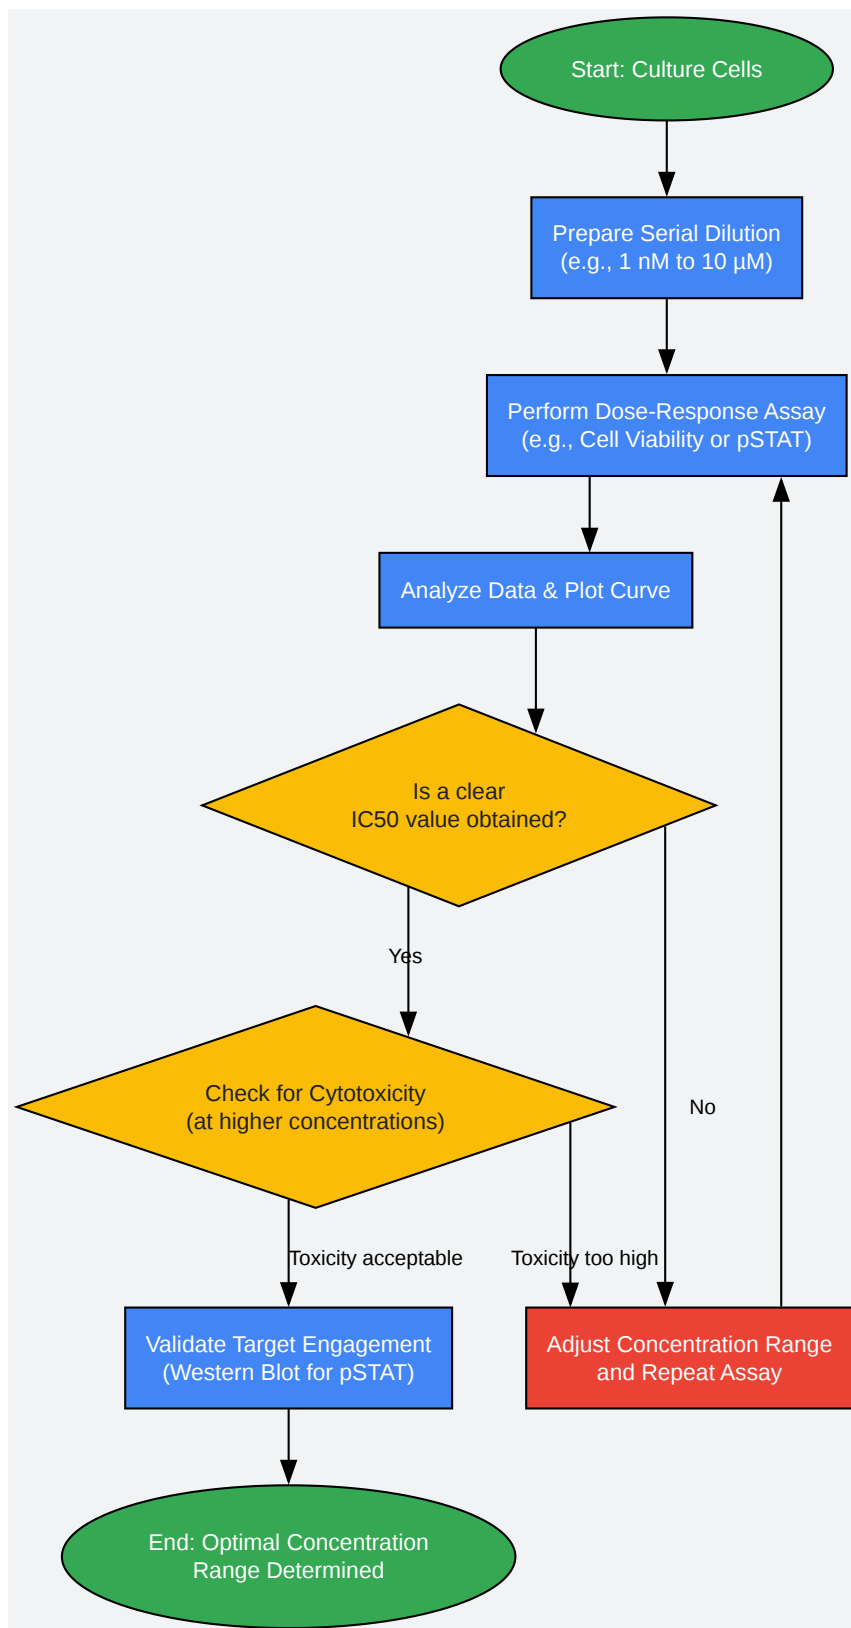 Start: Culture Cells
Prepare Serial Dilution
(e.g., 1 nM to 10 µM)
Perform Dose-Response Assay
(e.g., Cell Viability or pSTAT)
Analyze Data & Plot Curve
Is a clear
IC50 value obtained?
Yes
Check for Cytotoxicity
(at higher concentrations)
No
Toxicity acceptable
Toxicity too high
Validate Target Engagement
(Western Blot for pSTAT)
Adjust Concentration Range
and Repeat Assay
End: Optimal Concentration
Range Determined